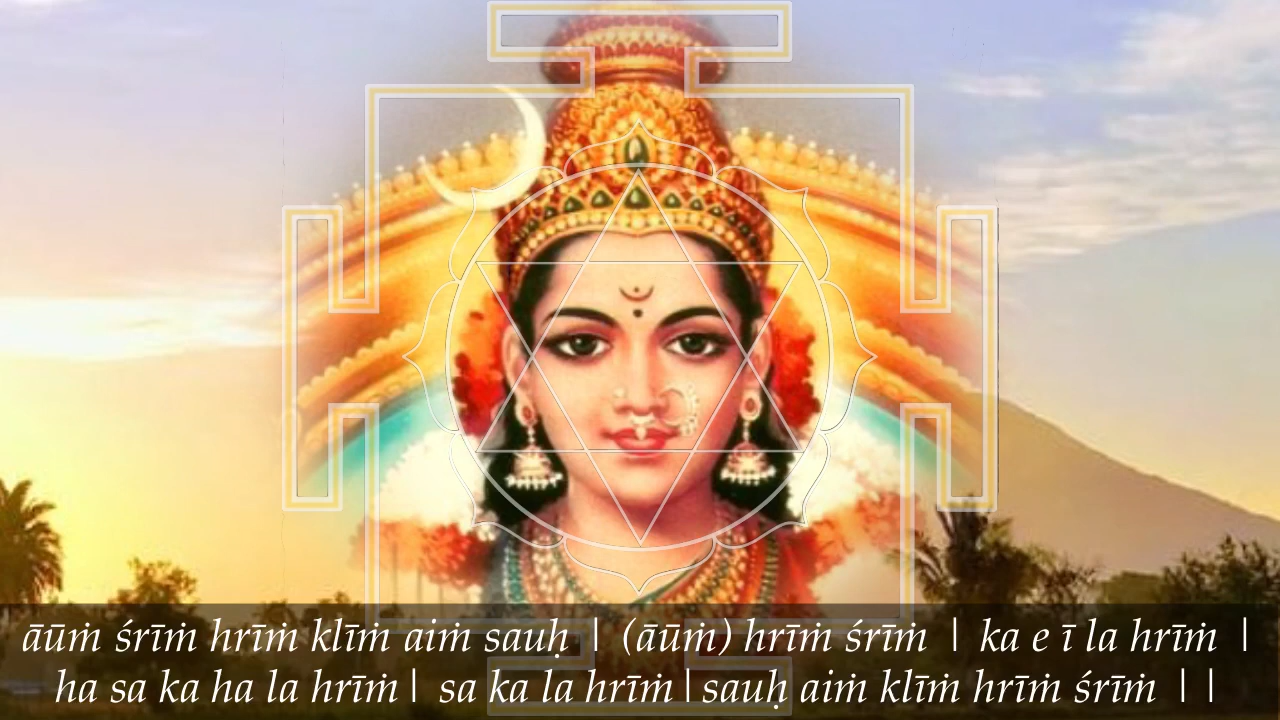 āūṁ śrīṁ hrīṁ klīṁ aiṁ sauḥ | (āūṁ) hrīṁ śrīṁ | ka e ī la hrīṁ |
ha sa ka ha la hrīṁ| sa ka la hrīṁ|sauḥ aiṁ klīṁ hrīṁ śrīṁ | |